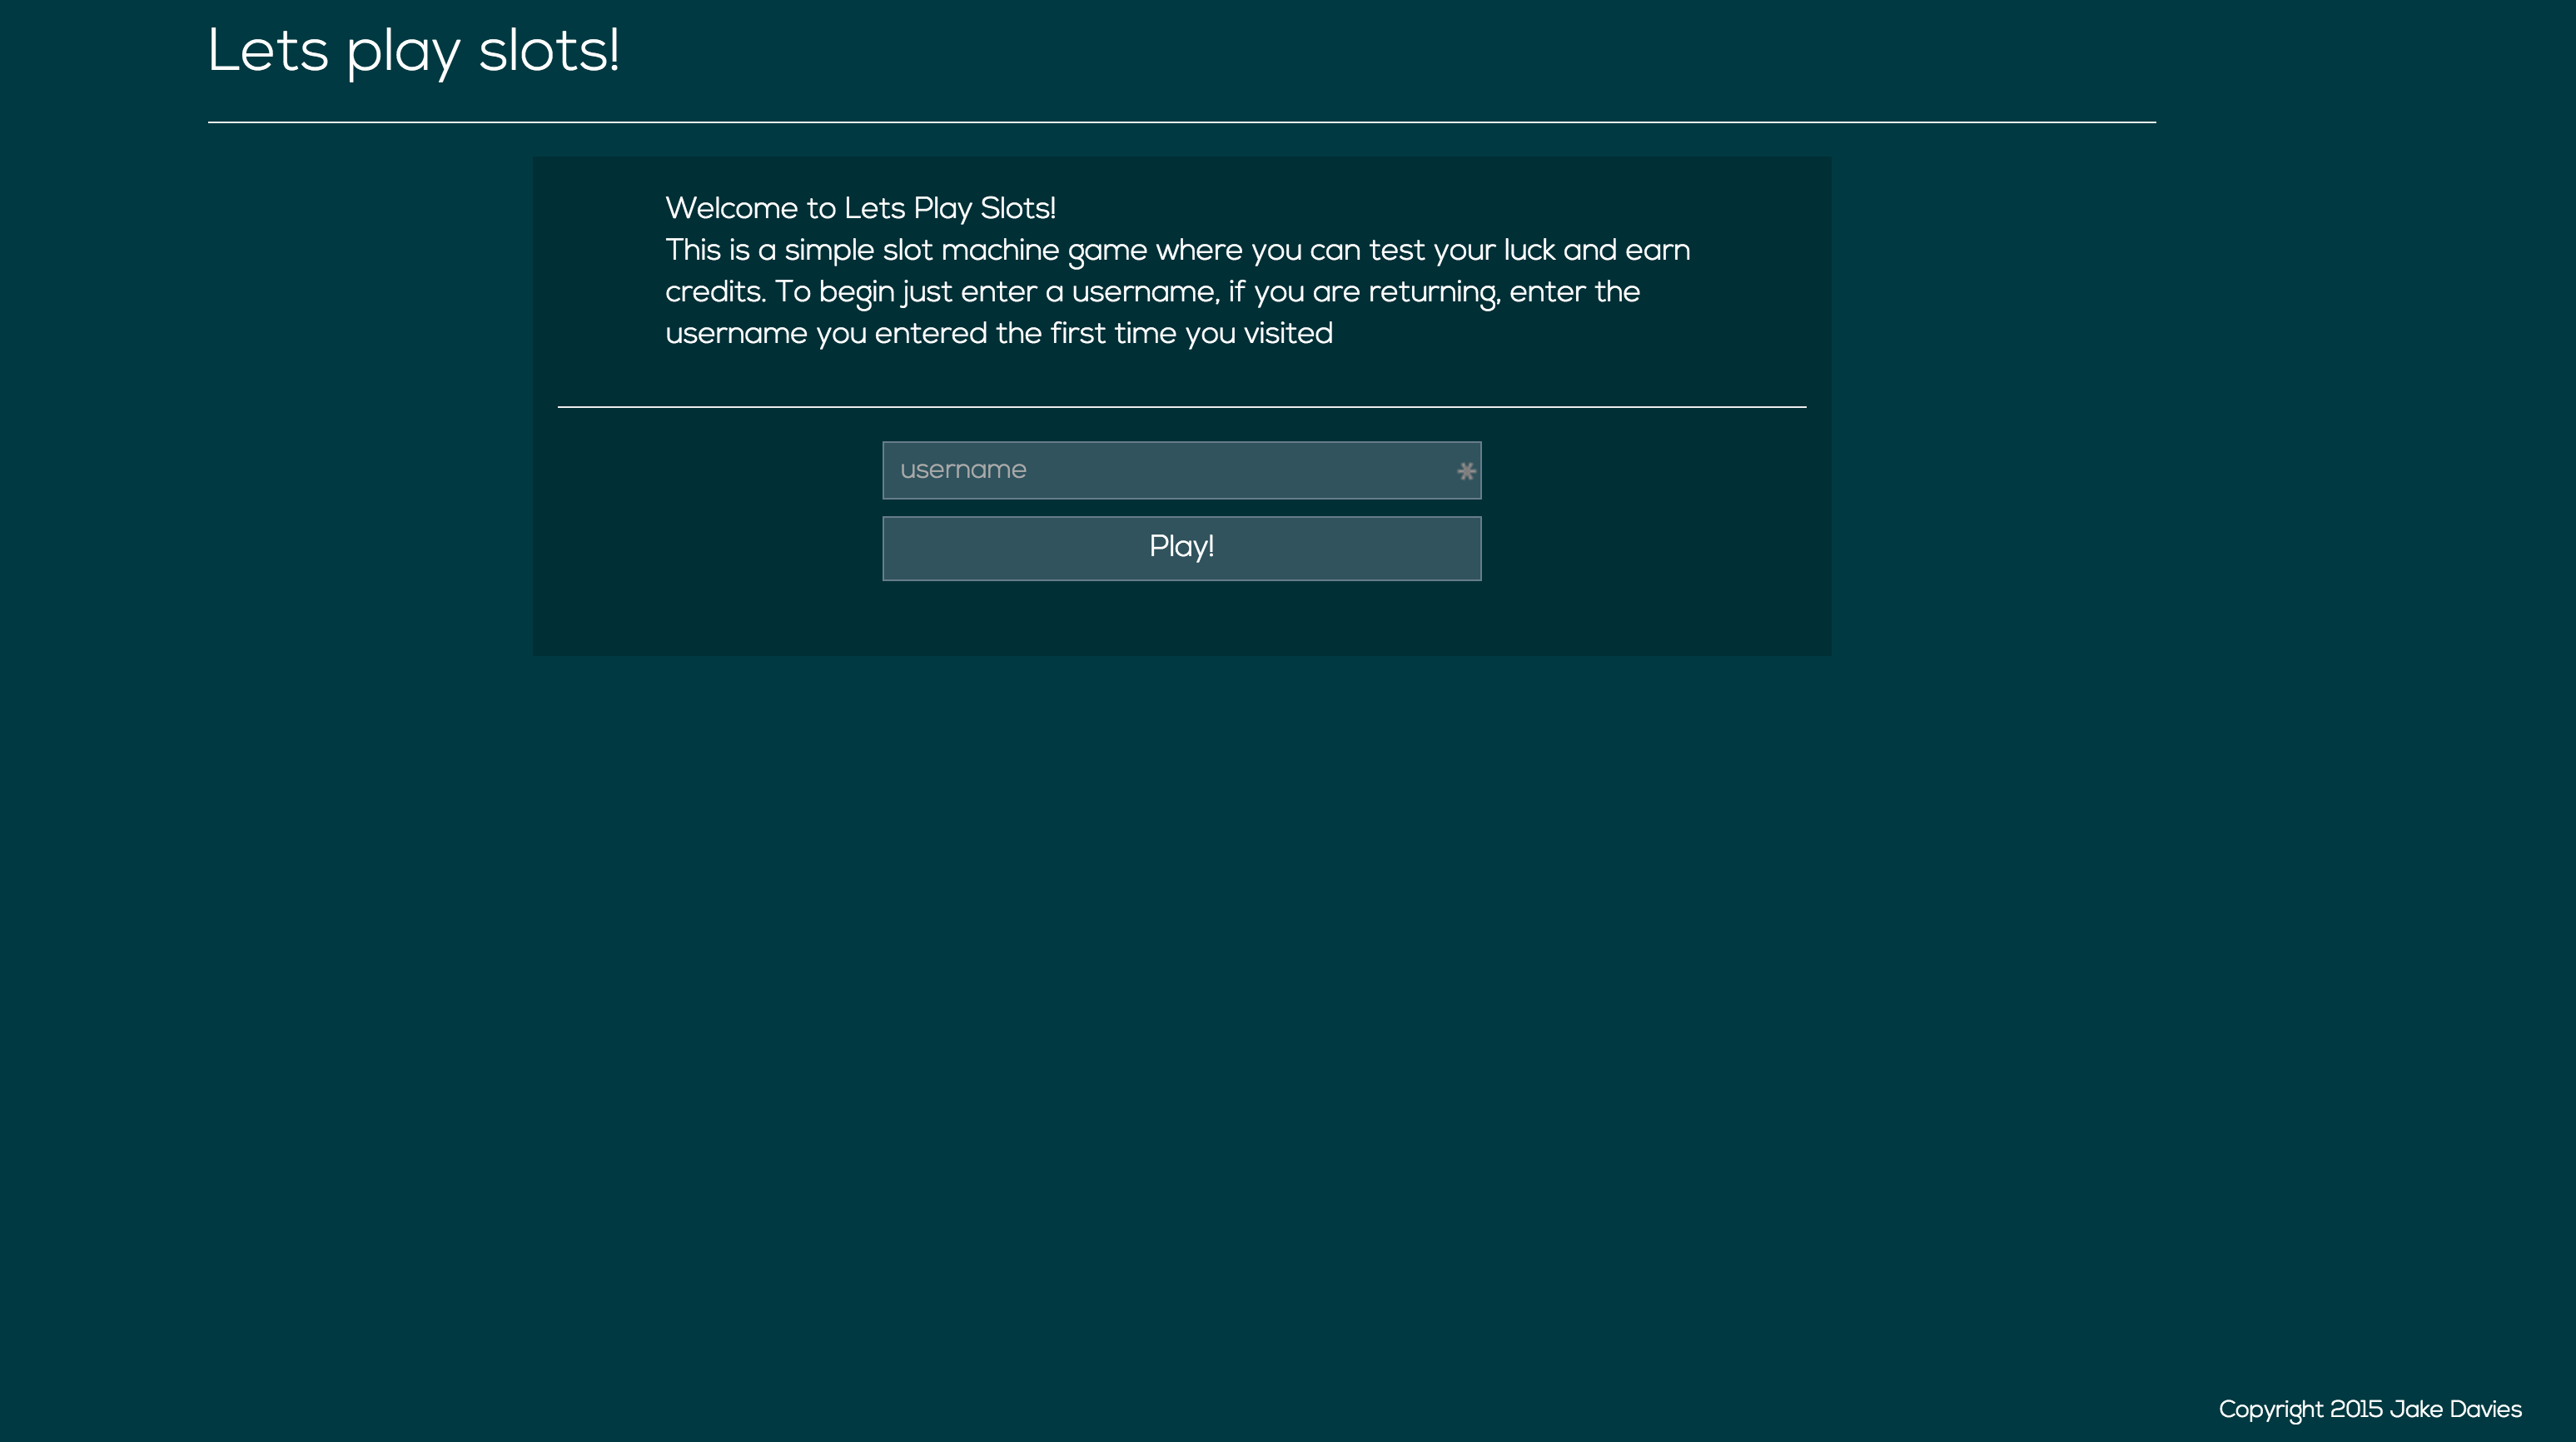 Lets play slots!
Welcome to Lets Play Slots!
This is a simple slot machine game where you can test your luck and earn
credits. To begin just enter a username, if you are returning, enter the
username you entered the first time you visited
username *
Play!
Copyright 2015 Jake Davies